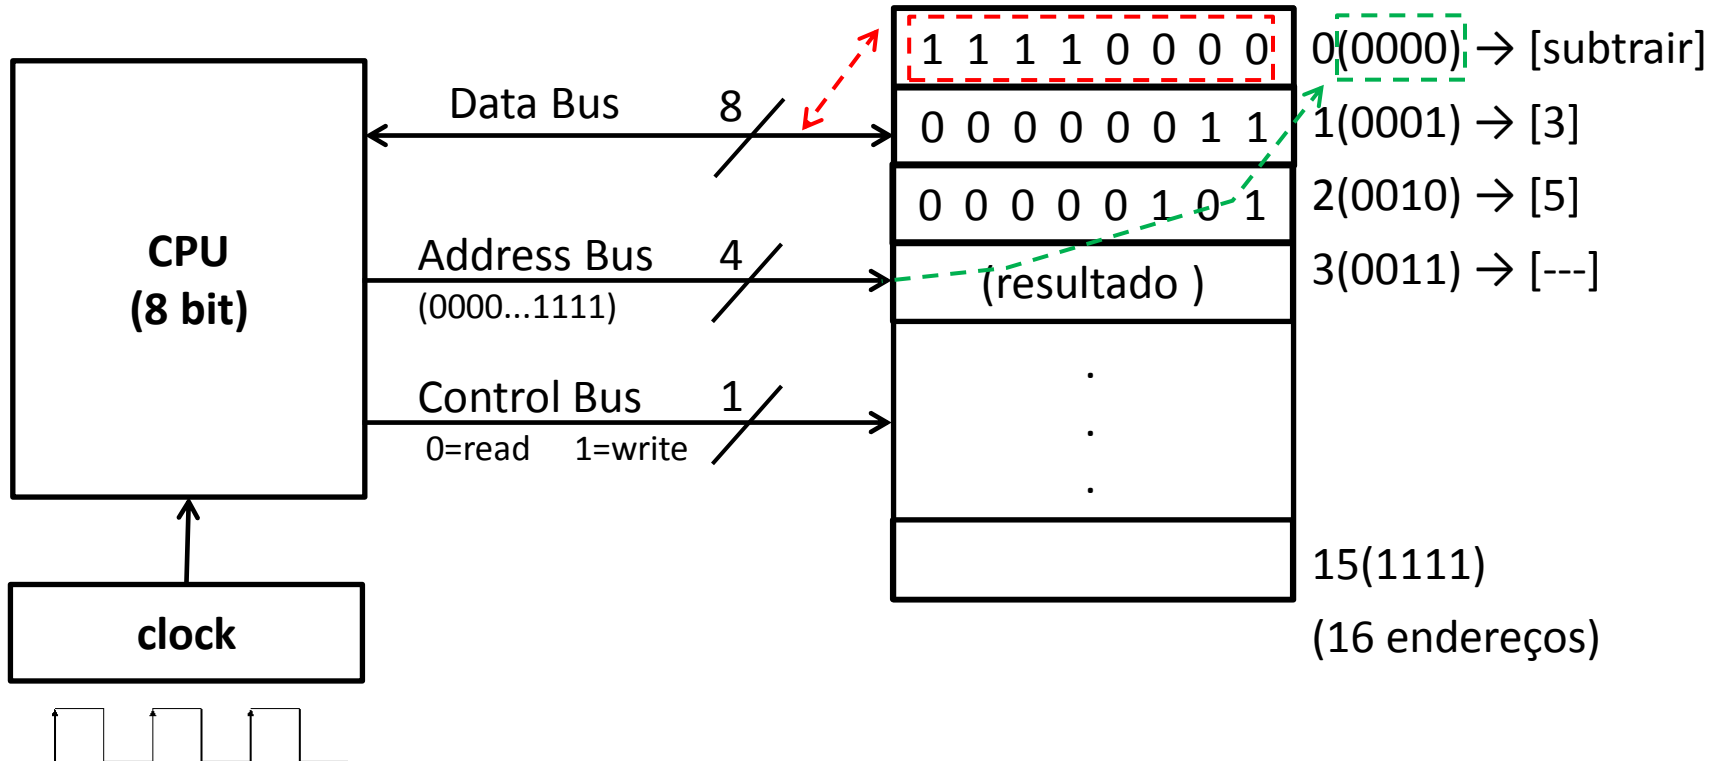 CPU
(8 bit)
clock
Data Bus 8
Address Bus 4
(0000...1111)
Control Bus 1
0=read 1=write
1 1 1 1 0 0 0 0 0(0000) → [subtrair]
0 0 0 0 0 0 1 1 1(0001) → [3]
0 0 0 0 0 1 0 1 2(0010) → [5]
(resultado ) 3(0011) → [---]
.
.
.
15(1111)
(16 endereços)